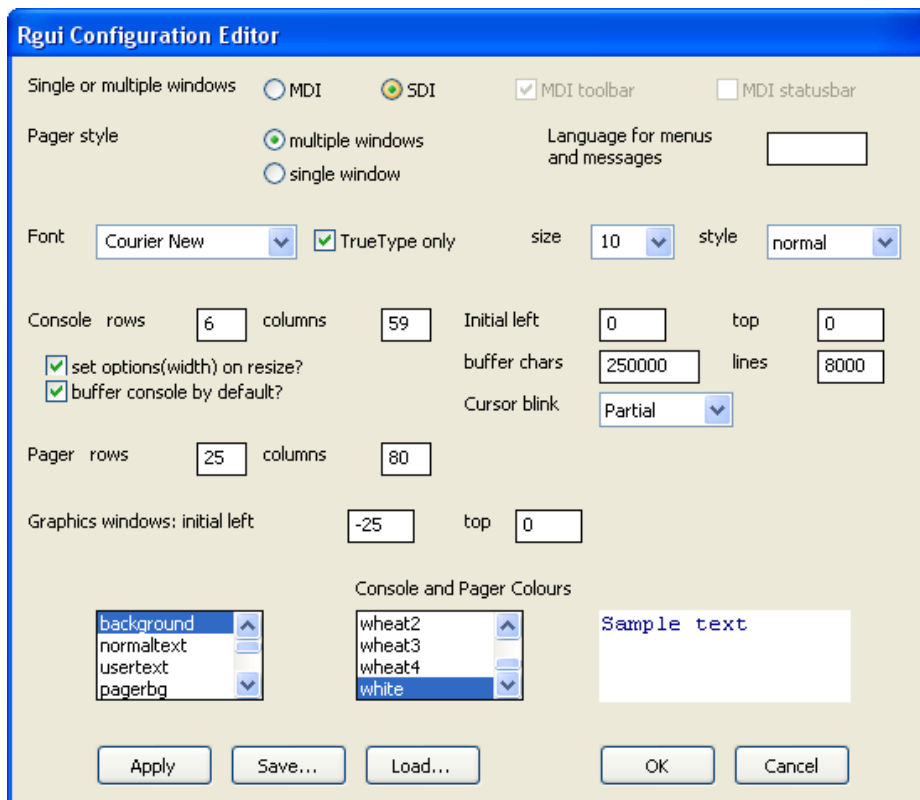 Rgui Configuration Editor
Single or multiple windows MDI SDI MDI toolbar MDI statusbar
Pager style multiple windows Language for menus
and messages
single window
Font Courier New TrueType only size 10 style normal
Console rows 6 columns 59 Initial left 0 top 0
set options(width) on resize? buffer chars 250000 lines 8000
buffer console by default?
Cursor blink Partial
Pager rows 25 columns 80
Graphics windows: initial left -25 top 0
Console and Pager Colours
background wheat2 Sample text
normaltext wheat3
usertext wheat4
pagerbg white
Apply Save... Load... OK Cancel